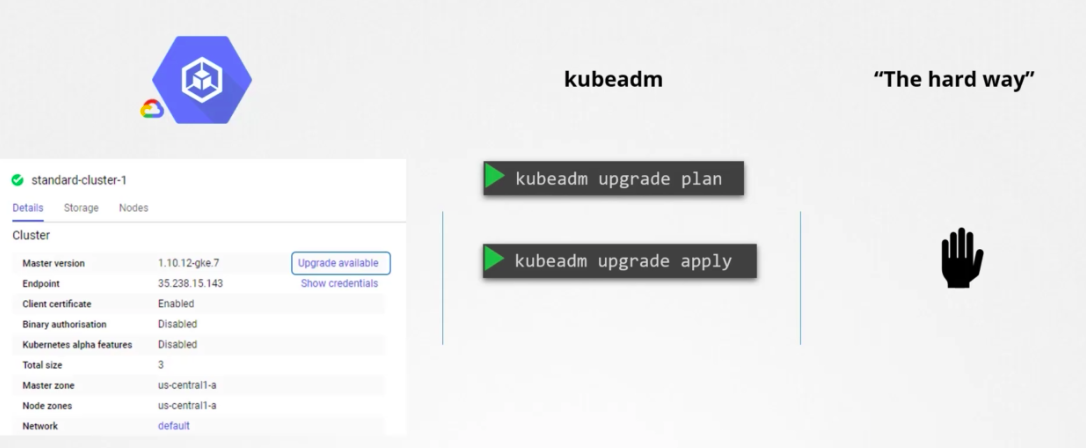 kubeadm
“The hard way”
standard-cluster-1
Details Storage Nodes
Cluster
Master version 1.10.12-gke.7 Upgrade available
Endpoint 35.238.15.143 Show credentials
Client certificate Enabled
Binary authorisation Disabled
Kubernetes alpha features Disabled
Total size 3
Master zone us-central1-a
Node zones us-central1-a
Network default
kubeadm upgrade plan
kubeadm upgrade apply